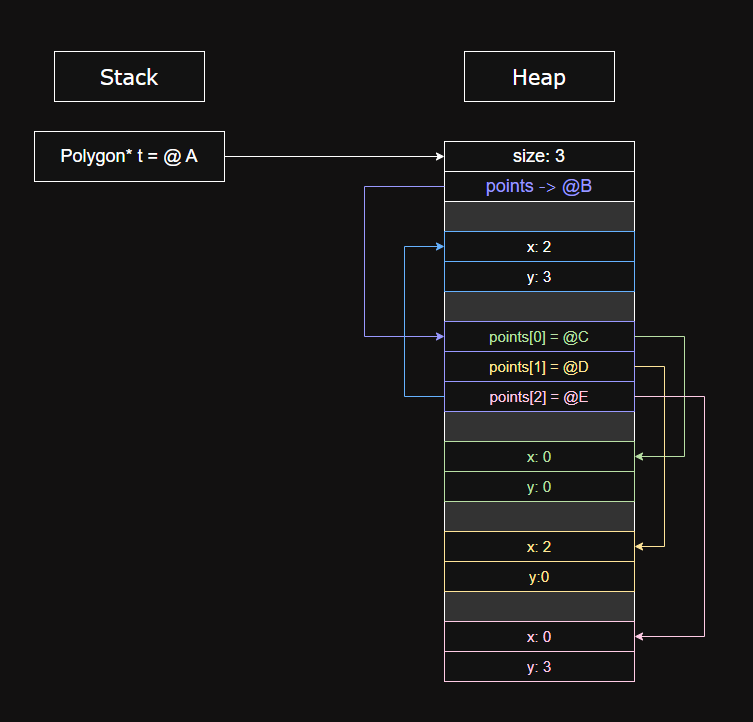 Stack
Heap
Polygon* t = @ A
size: 3
points -> @B
x: 2
y: 3
points[0] = @C
points[1] = @D
points[2] = @E
x: 0
y: 0
x: 2
y:0
x: 0
y: 3